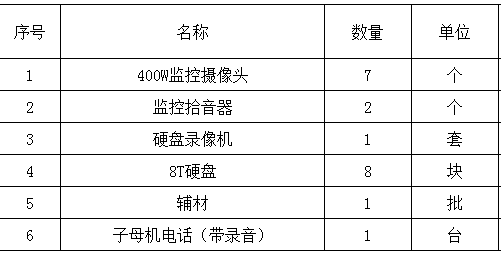 序号 名称 数量 单位
1 400W监控摄像头 7 个
2 监控拾音器 2 个
3 硬盘录像机 1 套
4 8T硬盘 8 块
5 辅材 1 批
6 子母机电话（带录音） 1 台